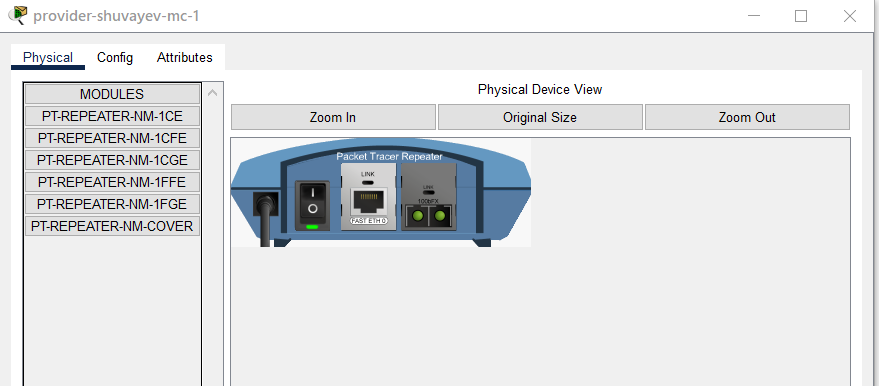 provider-shuvayev-mc-1
Physical Config Attributes
MODULES
PT-REPEATER-NM-1CE
PT-REPEATER-NM-1CFE
PT-REPEATER-NM-1CGE
PT-REPEATER-NM-1FFE
PT-REPEATER-NM-1FGE
PT-REPEATER-NM-COVER
Physical Device View
Zoom In Original Size Zoom Out
Packet Tracer Repeater
LINK
FAST ETH 0
LINK
100bFX